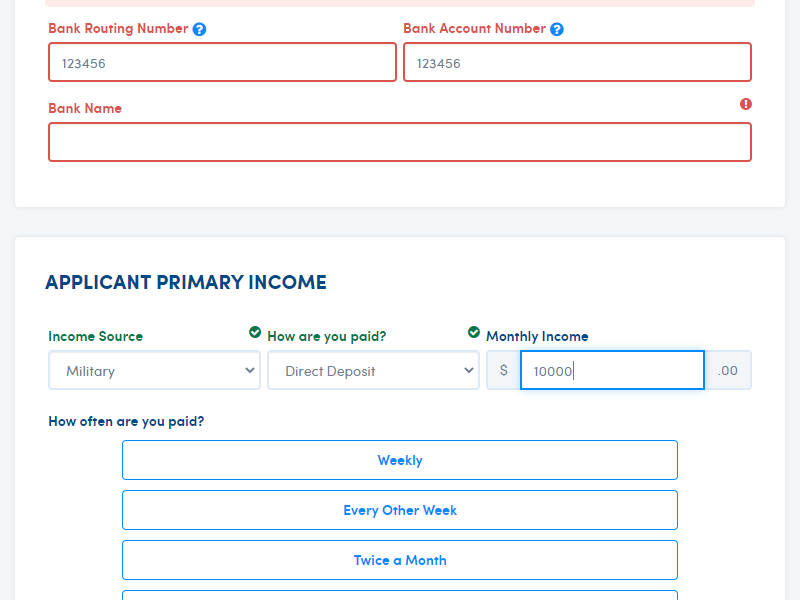 Bank Routing Number ? Bank Account Number ?
123456 123456
Bank Name !
APPLICANT PRIMARY INCOME
Income Source How are you paid? Monthly Income
Military Direct Deposit $ 10000 .00
How often are you paid?
Weekly
Every Other Week
Twice a Month